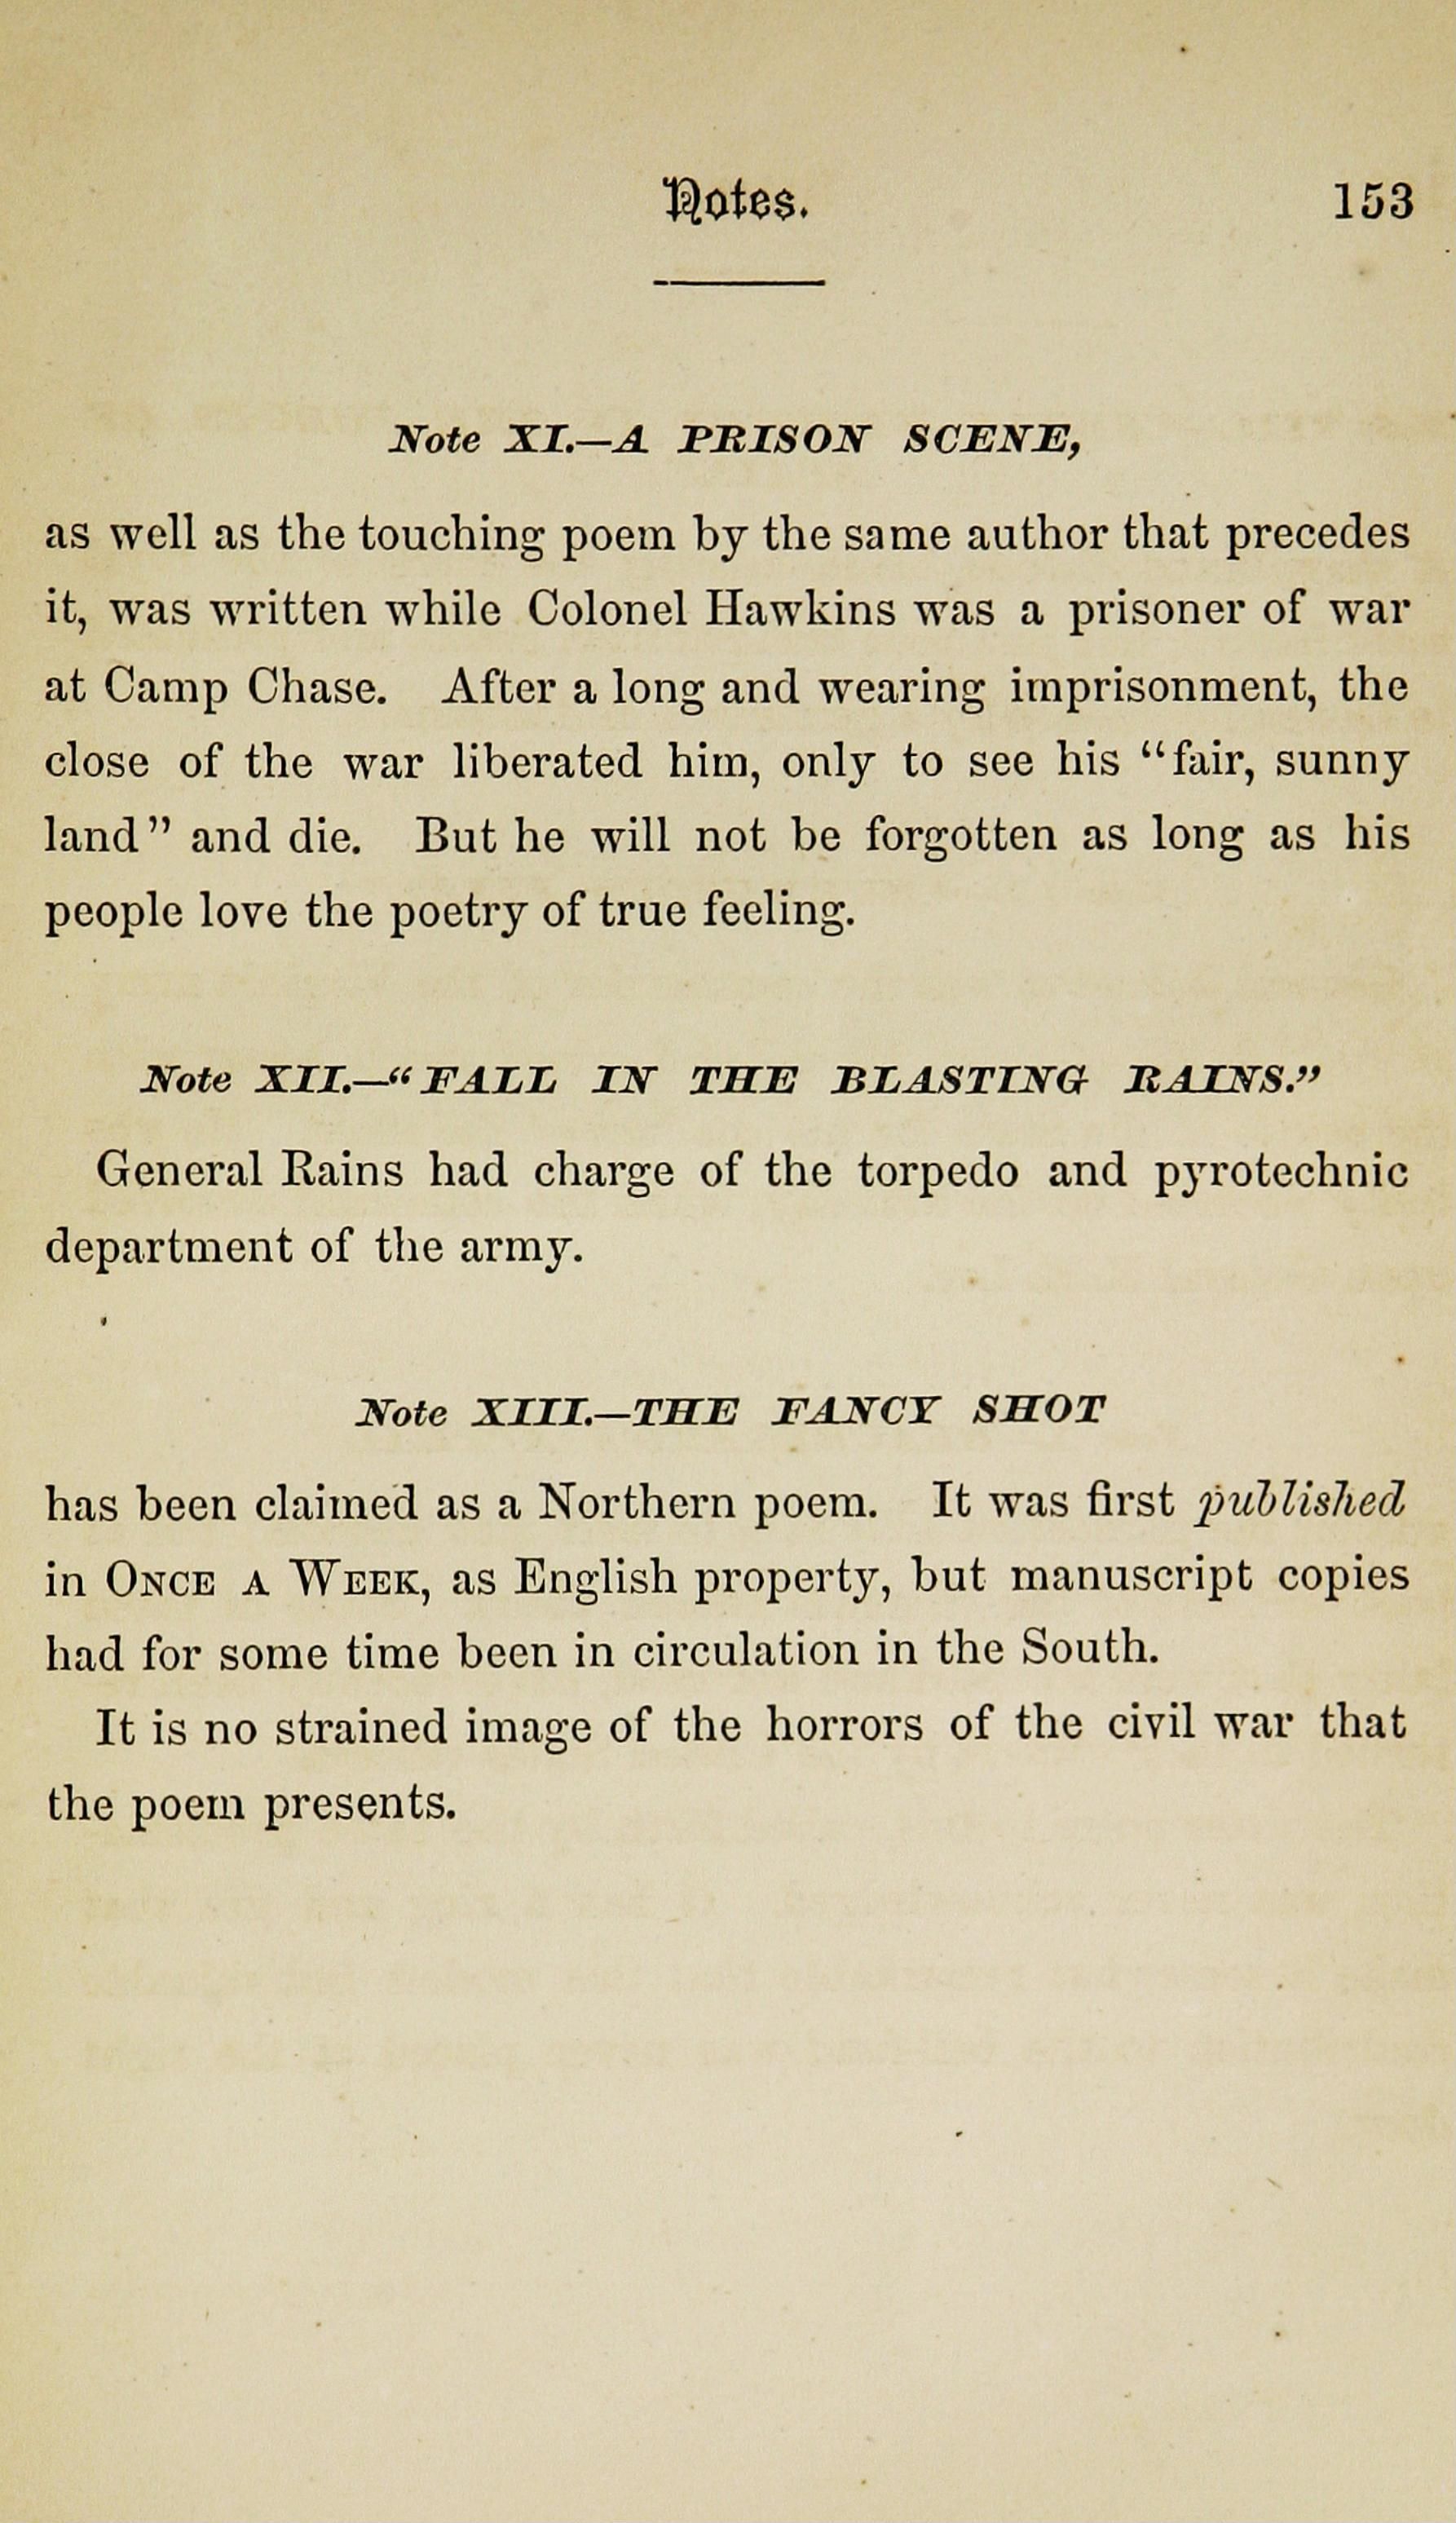 Notes.
153
Note XI.—A PRISON SCENE,
as well as the touching poem by the same author that precedes
it, was written while Colonel Hawkins was a prisoner of war
at Camp Chase. After a long and wearing imprisonment, the
close of the war liberated him, only to see his “fair, sunny
land” and die. But he will not be forgotten as long as his
people love the poetry of true feeling.
Note XII.—“FALL IN THE BLASTING RAINS.”
General Rains had charge of the torpedo and pyrotechnic
department of the army.
Note XIII.—THE FANCY SHOT
has been claimed as a Northern poem. It was first published
in ONCE A WEEK, as English property, but manuscript copies
had for some time been in circulation in the South.
It is no strained image of the horrors of the civil war that
the poem presents.